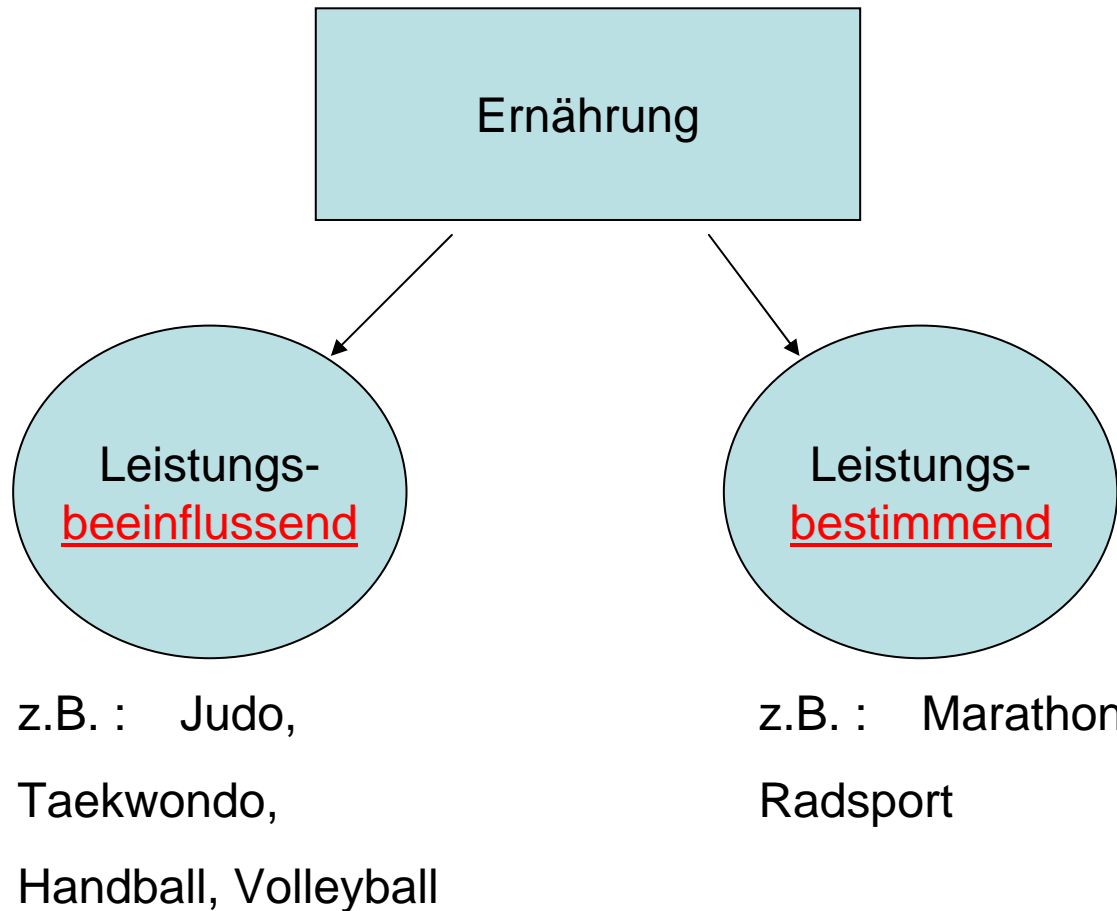 Ernährung
Leistungs-
beeinflussend
z.B. : Judo,
Taekwondo,
Handball, Volleyball
Leistungs-
bestimmend
z.B. : Marathon
Radsport